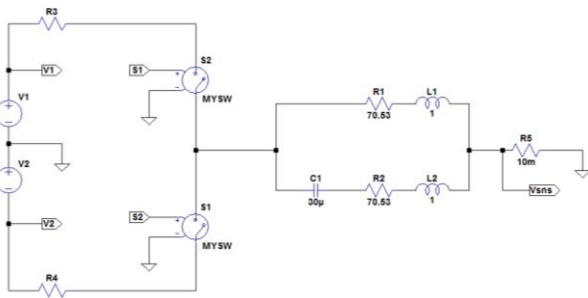 R3
V1
S1
S2
MYSW
V1
V2
V2
S2
S1
MYSW
R4
R1
70.53
L1
1
C1
30µ
R2
70.53
L2
1
R5
10m
Vsns
+
-
+
-